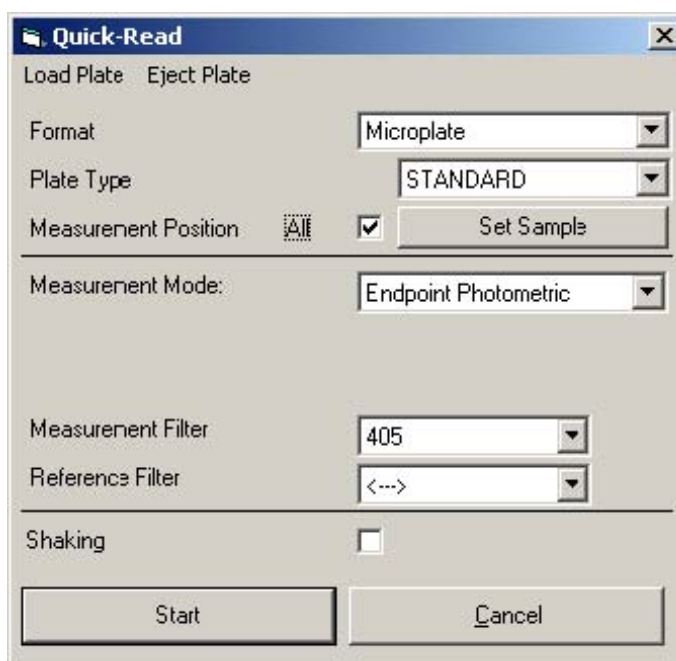 Quick-Read
Load Plate Eject Plate
Format Microplate
Plate Type STANDARD
Measurement Position All Set Sample
Measurement Mode: Endpoint Photometric
Measurement Filter 405
Reference Filter <--->
Shaking
Start Cancel